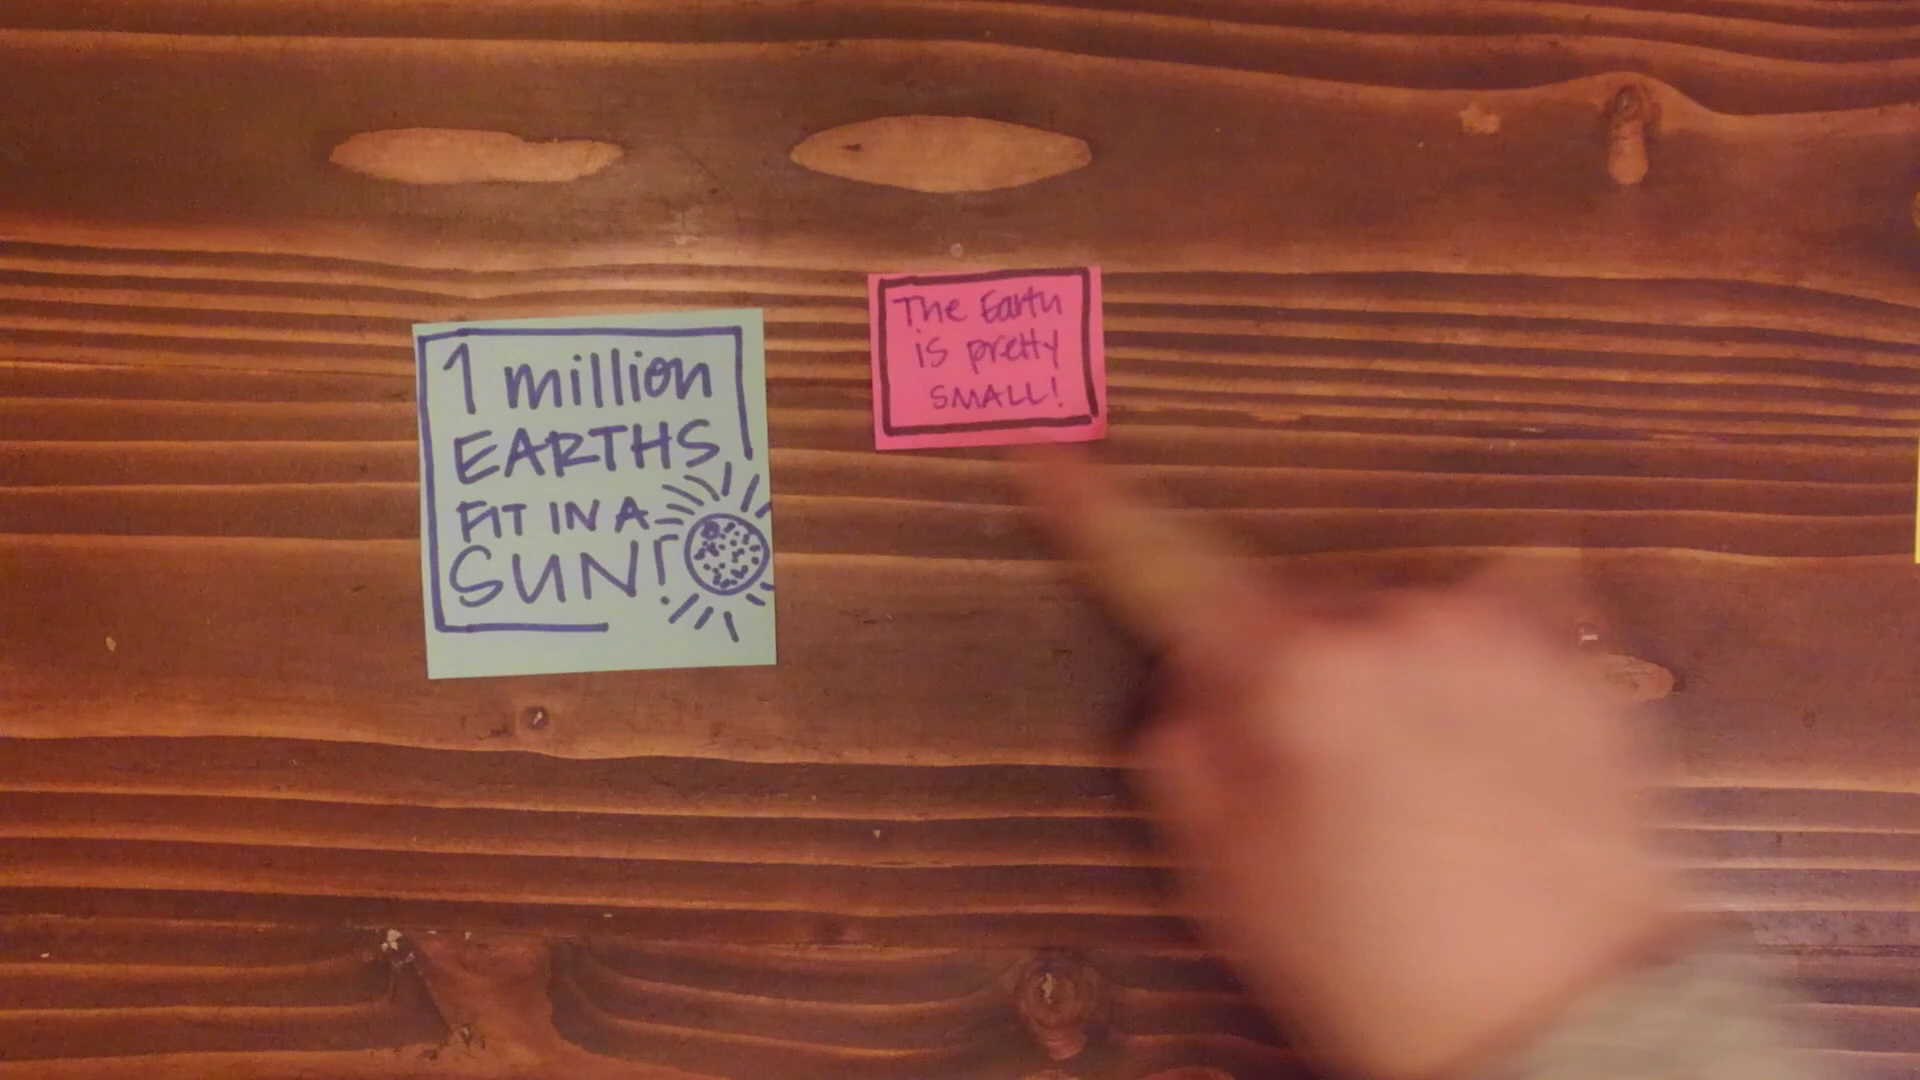 1 million
EARTHS
FIT IN A
SUN!
The Earth
is pretty
SMALL!